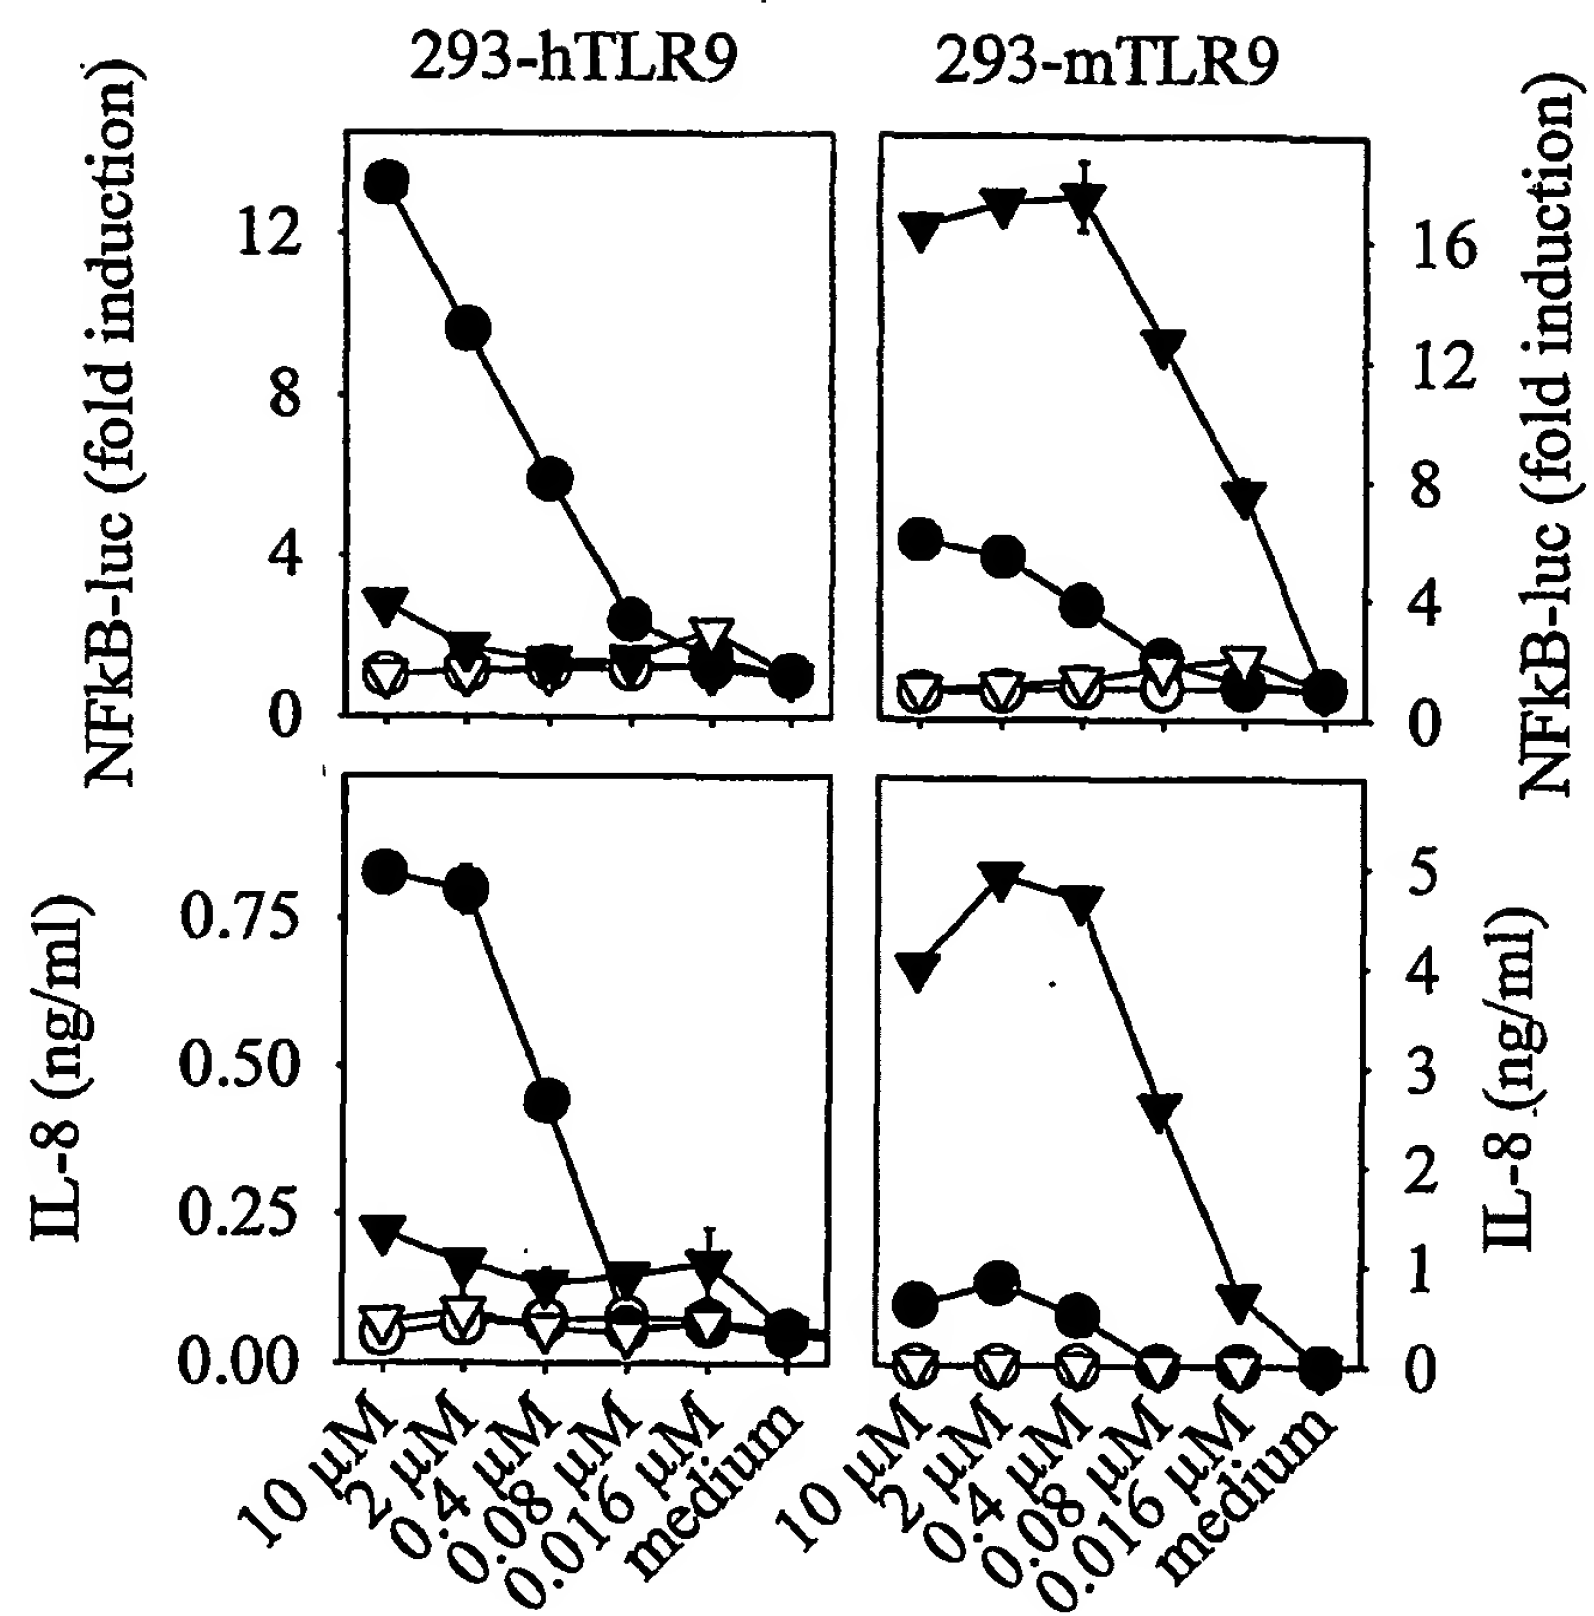 293-hTLR9
293-mTLR9
NFkB-luc (fold induction)
12
8
4
0
16
12
8
4
0
NFkB-luc (fold induction)
IL-8 (ng/ml)
0.75
0.50
0.25
0.00
5
4
3
2
1
0
IL-8 (ng/ml)
10 µM
2 µM
0.4 µM
0.08 µM
0.016 µM
medium
10 µM
2 µM
0.4 µM
0.08 µM
0.016 µM
medium